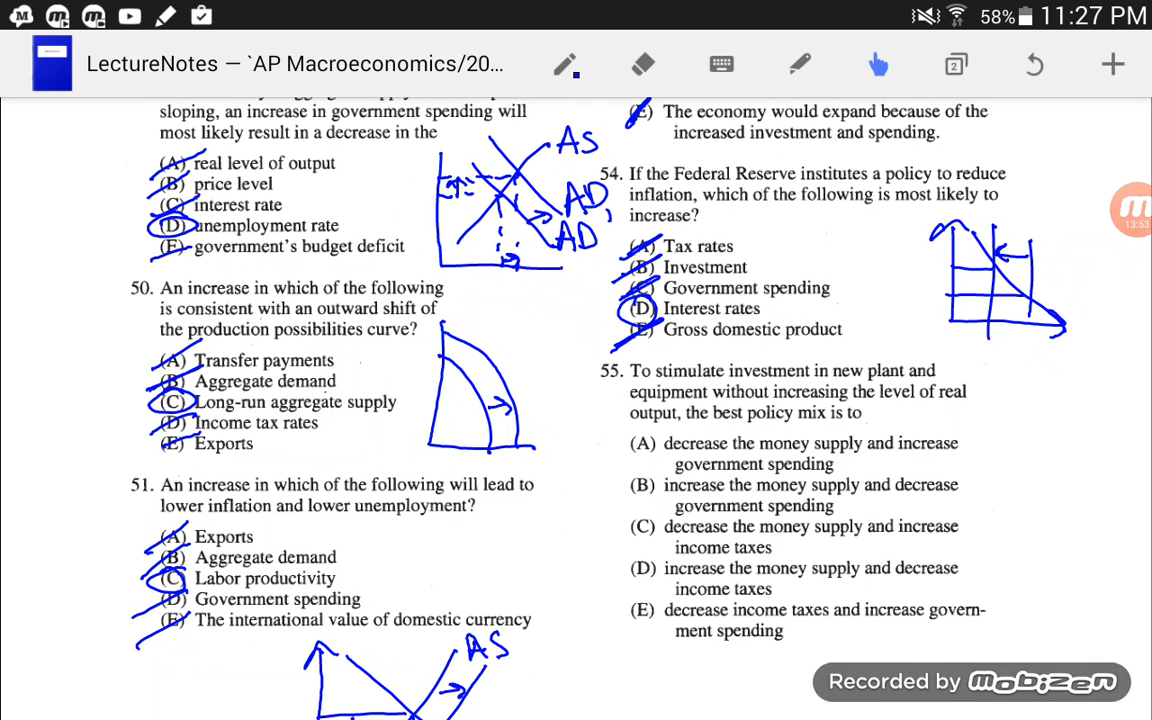 58% 11:27 PM
LectureNotes — `AP Macroeconomics/20...
sloping, an increase in government spending will
most likely result in a decrease in the
(A) real level of output
(B) price level
(C) interest rate
(D) unemployment rate
(E) government's budget deficit
AS
AD,
AD
50. An increase in which of the following
is consistent with an outward shift of
the production possibilities curve?
(A) Transfer payments
(B) Aggregate demand
(C) Long-run aggregate supply
(D) Income tax rates
(E) Exports
51. An increase in which of the following will lead to
lower inflation and lower unemployment?
(A) Exports
(B) Aggregate demand
(C) Labor productivity
(D) Government spending
(E) The international value of domestic currency
AS
(E) The economy would expand because of the
increased investment and spending.
54. If the Federal Reserve institutes a policy to reduce
inflation, which of the following is most likely to
increase?
(A) Tax rates
(B) Investment
(C) Government spending
(D) Interest rates
(E) Gross domestic product
55. To stimulate investment in new plant and
equipment without increasing the level of real
output, the best policy mix is to
(A) decrease the money supply and increase
government spending
(B) increase the money supply and decrease
government spending
(C) decrease the money supply and increase
income taxes
(D) increase the money supply and decrease
income taxes
(E) decrease income taxes and increase govern-
ment spending
13:53
Recorded by mobizen